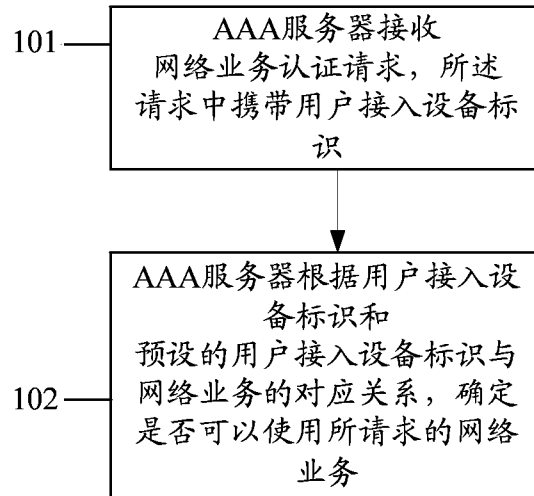 101
AAA服务器接收
网络业务认证请求，所述
请求中携带用户接入设备标
识
102
AAA服务器根据用户接入设
备标识和
预设的用户接入设备标识与
网络业务的对应关系，确定
是否可以使用所请求的网络
业务